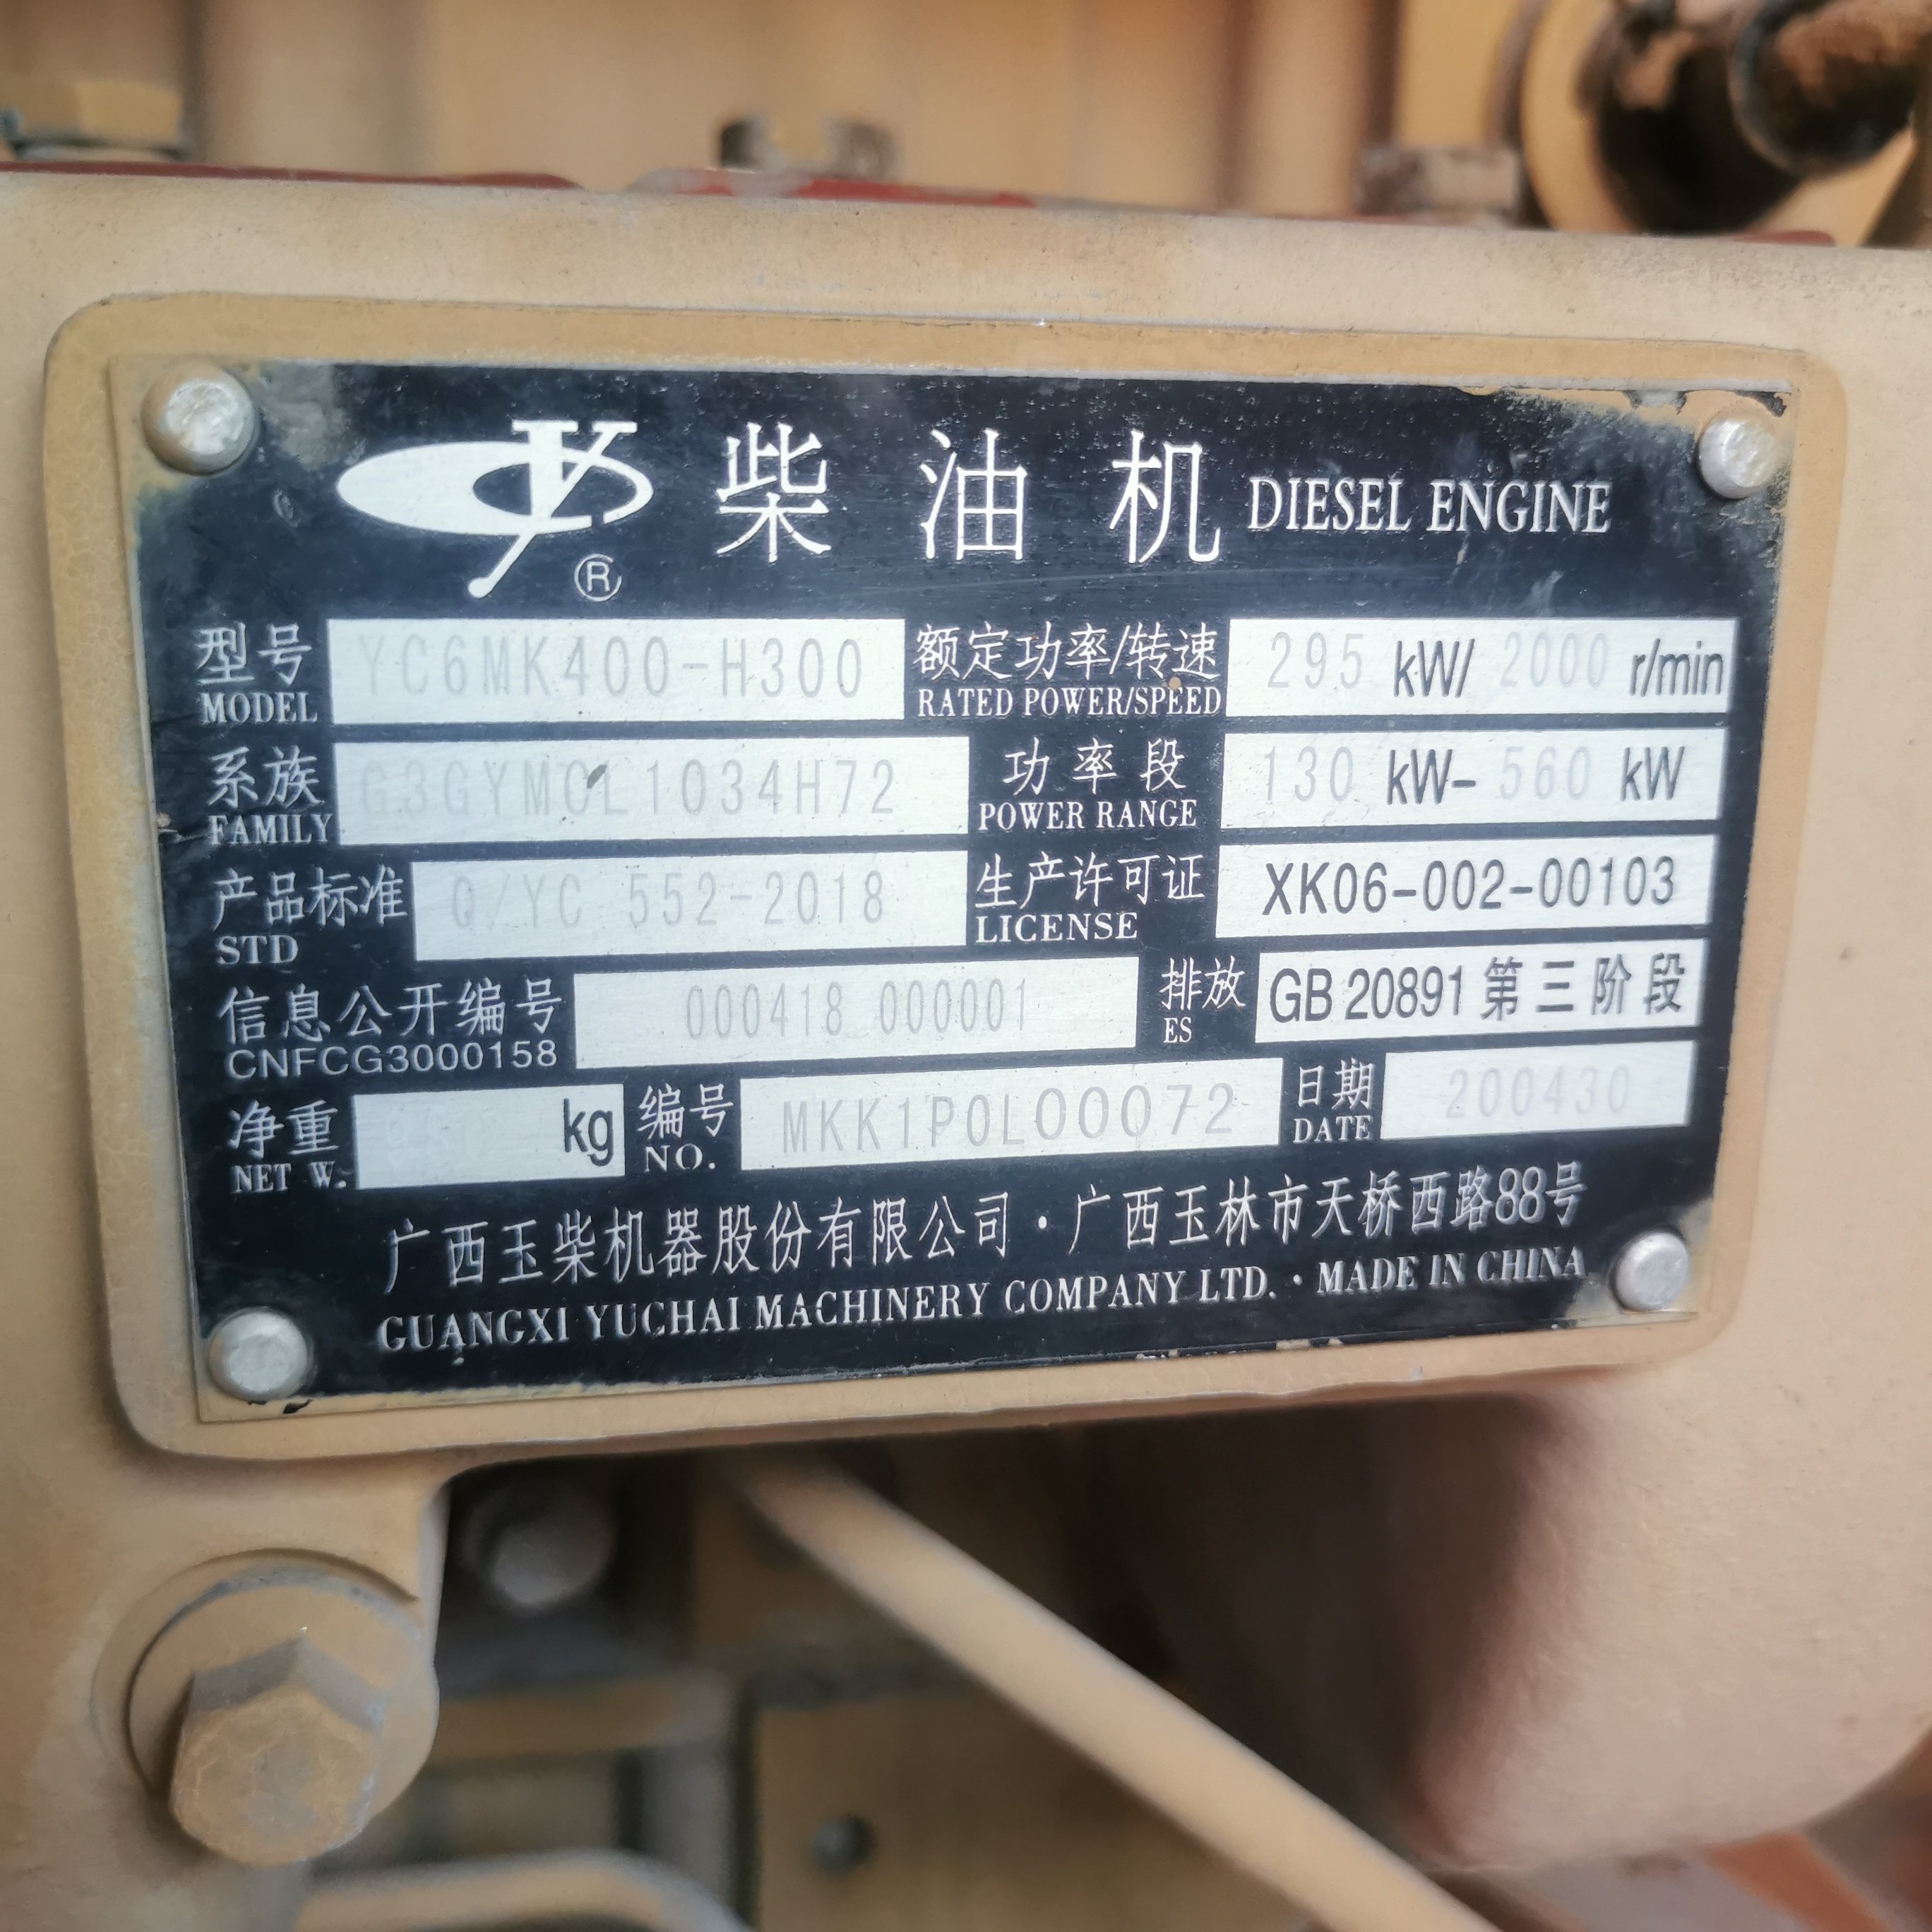 ® 柴油机 DIESEL ENGINE
型号 MODEL YC6MK400-H300 额定功率/转速 RATED POWER/SPEED 295 kW/ 2000 r/min
系族 FAMILY G3GYMCL1034H72 功率段 POWER RANGE 130 kW- 560 kW
产品标准 STD Q/YC 552-2018 生产许可证 LICENSE XK06-002-00103
信息公开编号 CNFCG3000158 000418 000001 排放 ES GB 20891 第三阶段
净重 NET W. kg 编号 NO. MKK1P0L00072 日期 DATE 200430
广西玉柴机器股份有限公司·广西玉林市天桥西路88号
GUANGXI YUCHAI MACHINERY COMPANY LTD.·MADE IN CHINA